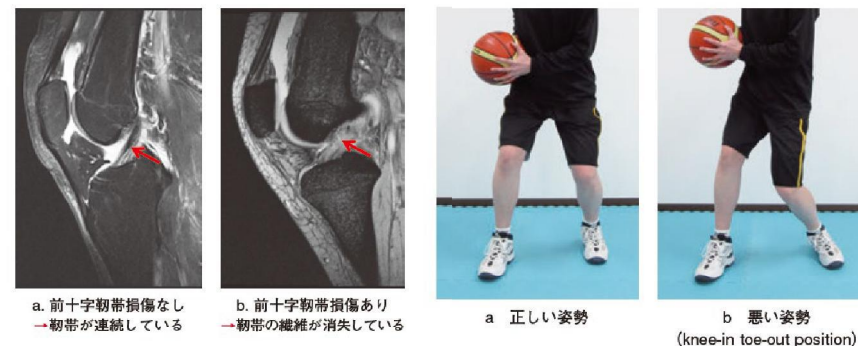 a. 前十字靱帯損傷なし
→靱帯が連続している
b. 前十字靱帯損傷あり
→靱帯の繊維が消失している
a 正しい姿勢
b 悪い姿勢
(knee-in toe-out position)